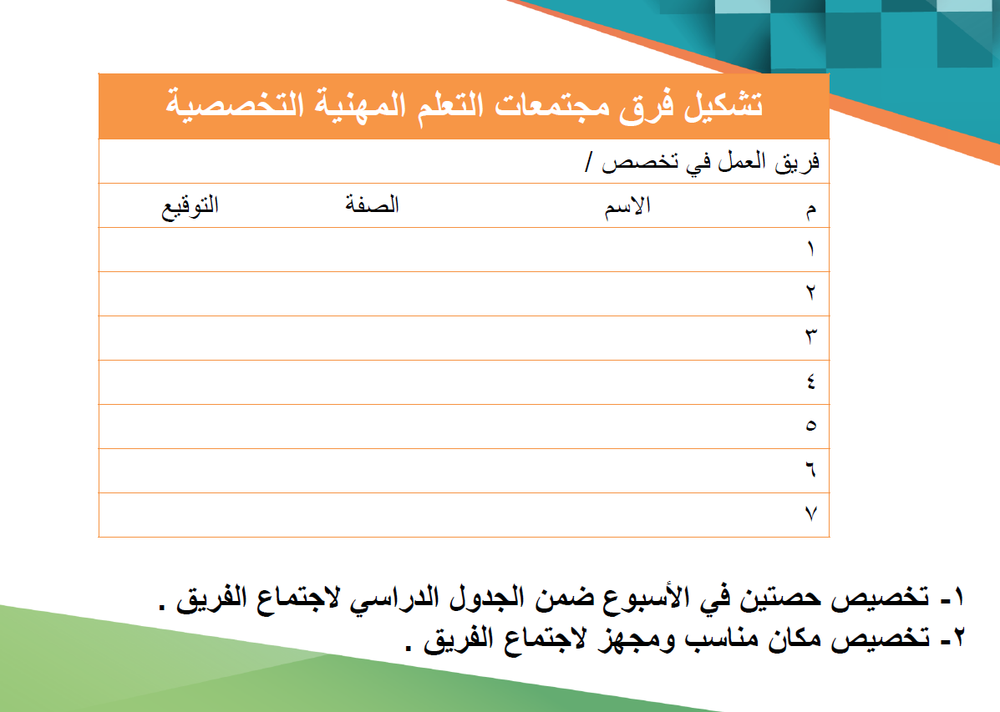 تشكيل فرق مجتمعات التعلم المهنية التخصصية
فريق العمل في تخصص /
م الاسم الصفة التوقيع
١
٢
٣
٤
٥
٦
٧
١- تخصيص حصتين في الأسبوع ضمن الجدول الدراسي لاجتماع الفريق .
٢- تخصيص مكان مناسب ومجهز لاجتماع الفريق .